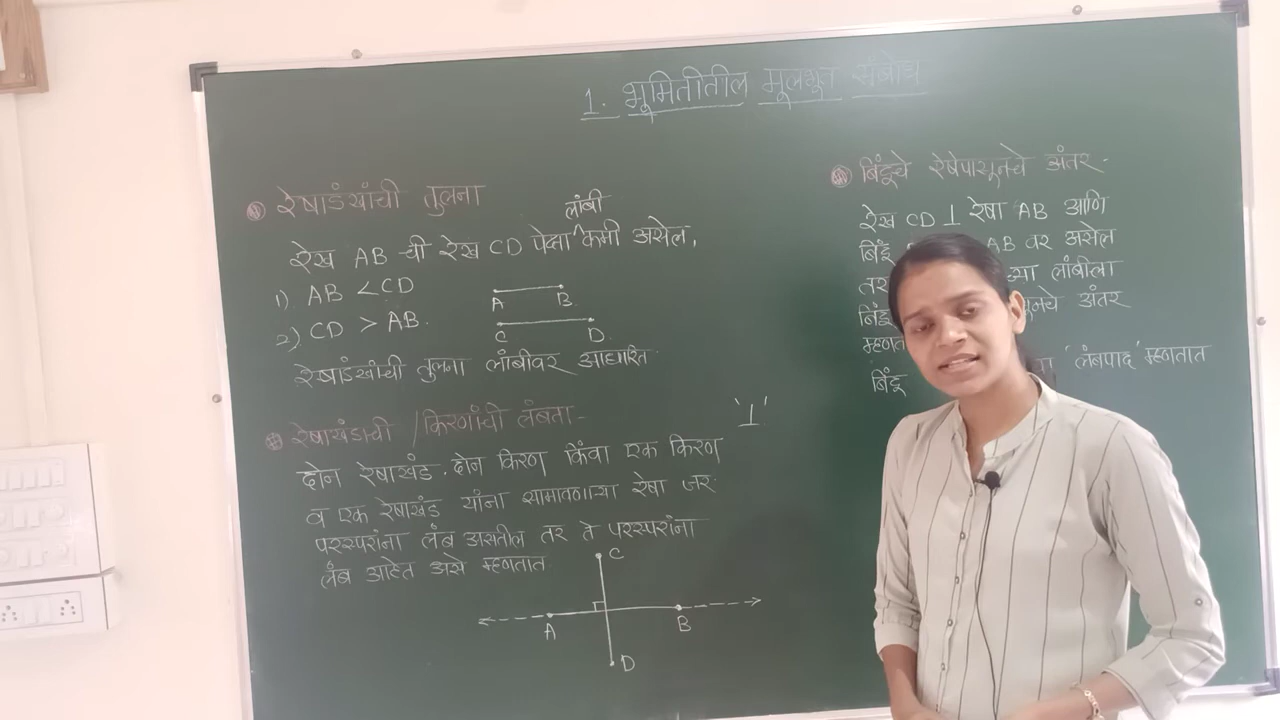 1. भूमितीतील मूलभूत संबोध
रेषाडंखांची तुलना
लांबी
रेख AB ची रेख CD पेक्षा ^ कमी असेल,
1) AB < CD
2) CD > AB.
A B
C D
रेषाडंखांची तुलना लांबीवर आधारित
रेषाखंडाची / किरणांची लंबता- '⊥'
दोन रेषाखंड, दोन किरण किंवा एक किरण
व एक रेषाखंड यांना सामावणाऱ्या रेषा जर
परस्परांना लंब असतील तर ते परस्परांना
लंब आहेत असे म्हणतात
C
A B
D
बिंदूचे रेषेपासूनचे अंतर -
रेख CD ⊥ रेषा AB आणि
बिंदू AB वर असेल
तर लांबीला
बिंदू अंतर
बिंदू 'लंबपाद' म्हणतात